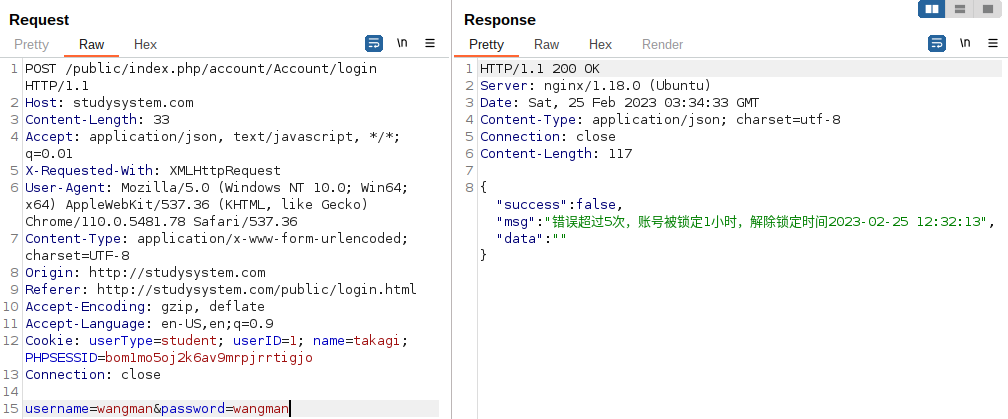 Request
Pretty Raw Hex \n
1 POST /public/index.php/account/Account/login
HTTP/1.1
2 Host: studysystem.com
3 Content-Length: 33
4 Accept: application/json, text/javascript, */*;
q=0.01
5 X-Requested-With: XMLHttpRequest
6 User-Agent: Mozilla/5.0 (Windows NT 10.0; Win64;
x64) AppleWebKit/537.36 (KHTML, like Gecko)
Chrome/110.0.5481.78 Safari/537.36
7 Content-Type: application/x-www-form-urlencoded;
charset=UTF-8
8 Origin: http://studysystem.com
9 Referer: http://studysystem.com/public/login.html
10 Accept-Encoding: gzip, deflate
11 Accept-Language: en-US,en;q=0.9
12 Cookie: userType=student; userID=1; name=takagi;
PHPSESSID=bom1mo5oj2k6av9mrpjrrtigjo
13 Connection: close
14
15 username=wangman&password=wangman
Response
Pretty Raw Hex Render \n
1 HTTP/1.1 200 OK
2 Server: nginx/1.18.0 (Ubuntu)
3 Date: Sat, 25 Feb 2023 03:34:33 GMT
4 Content-Type: application/json; charset=utf-8
5 Connection: close
6 Content-Length: 117
7
8 {
"success":false,
"msg":"错误超过5次，账号被锁定1小时，解除锁定时间2023-02-25 12:32:13",
"data":""
}